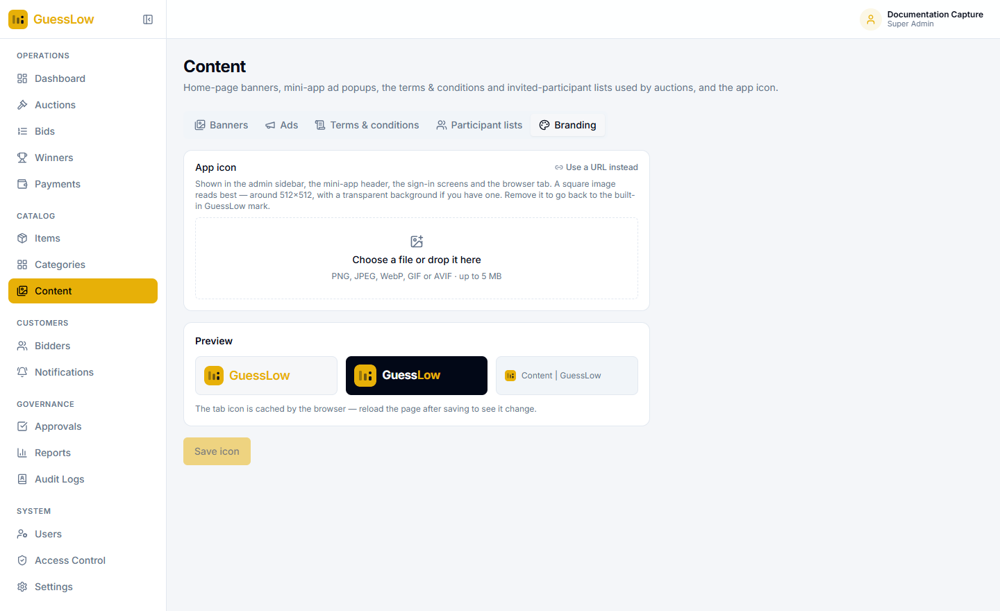 GuessLow
Documentation Capture
Super Admin
OPERATIONS
Dashboard
Auctions
Bids
Winners
Payments
CATALOG
Items
Categories
Content
CUSTOMERS
Bidders
Notifications
GOVERNANCE
Approvals
Reports
Audit Logs
SYSTEM
Users
Access Control
Settings
Content
Home-page banners, mini-app ad popups, the terms & conditions and invited-participant lists used by auctions, and the app icon.
Banners
Ads
Terms & conditions
Participant lists
Branding
App icon
Use a URL instead
Shown in the admin sidebar, the mini-app header, the sign-in screens and the browser tab. A square image
reads best — around 512×512, with a transparent background if you have one. Remove it to go back to the built-
in GuessLow mark.
Choose a file or drop it here
PNG, JPEG, WebP, GIF or AVIF · up to 5 MB
Preview
GuessLow
GuessLow
Content | GuessLow
The tab icon is cached by the browser — reload the page after saving to see it change.
Save icon